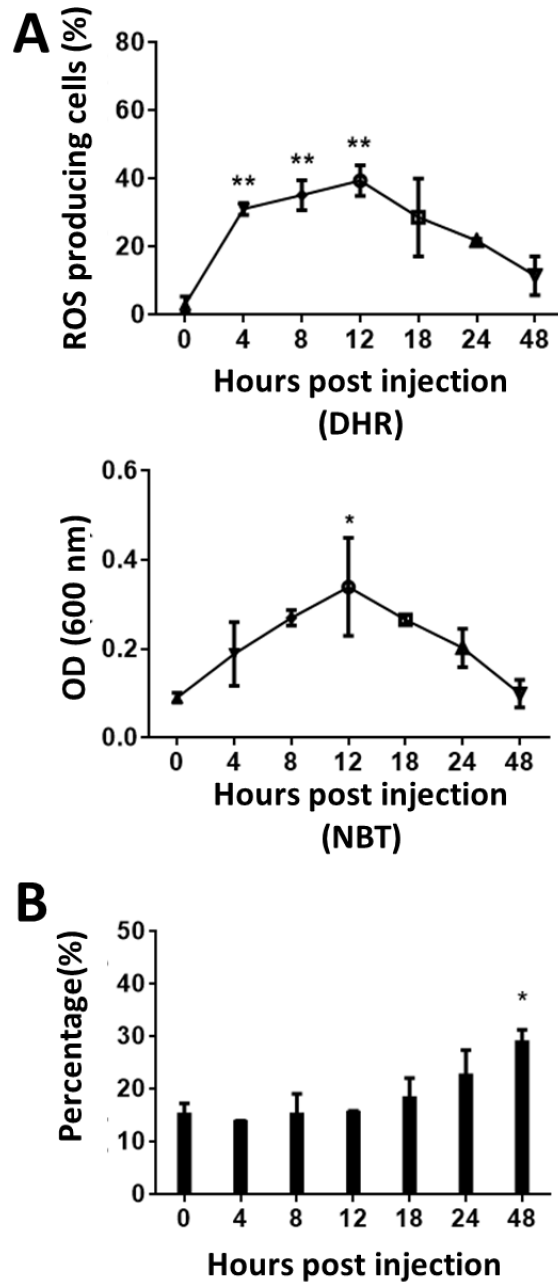 A
ROS producing cells (%)
80
60
40
20
0
** ** **
0 4 8 12 18 24 48
Hours post injection
(DHR)
OD (600 nm)
0.6
0.4
0.2
0.0
*
0 4 8 12 18 24 48
Hours post injection
(NBT)
B
Percentage(%)
50
40
30
20
10
0
*
0 4 8 12 18 24 48
Hours post injection